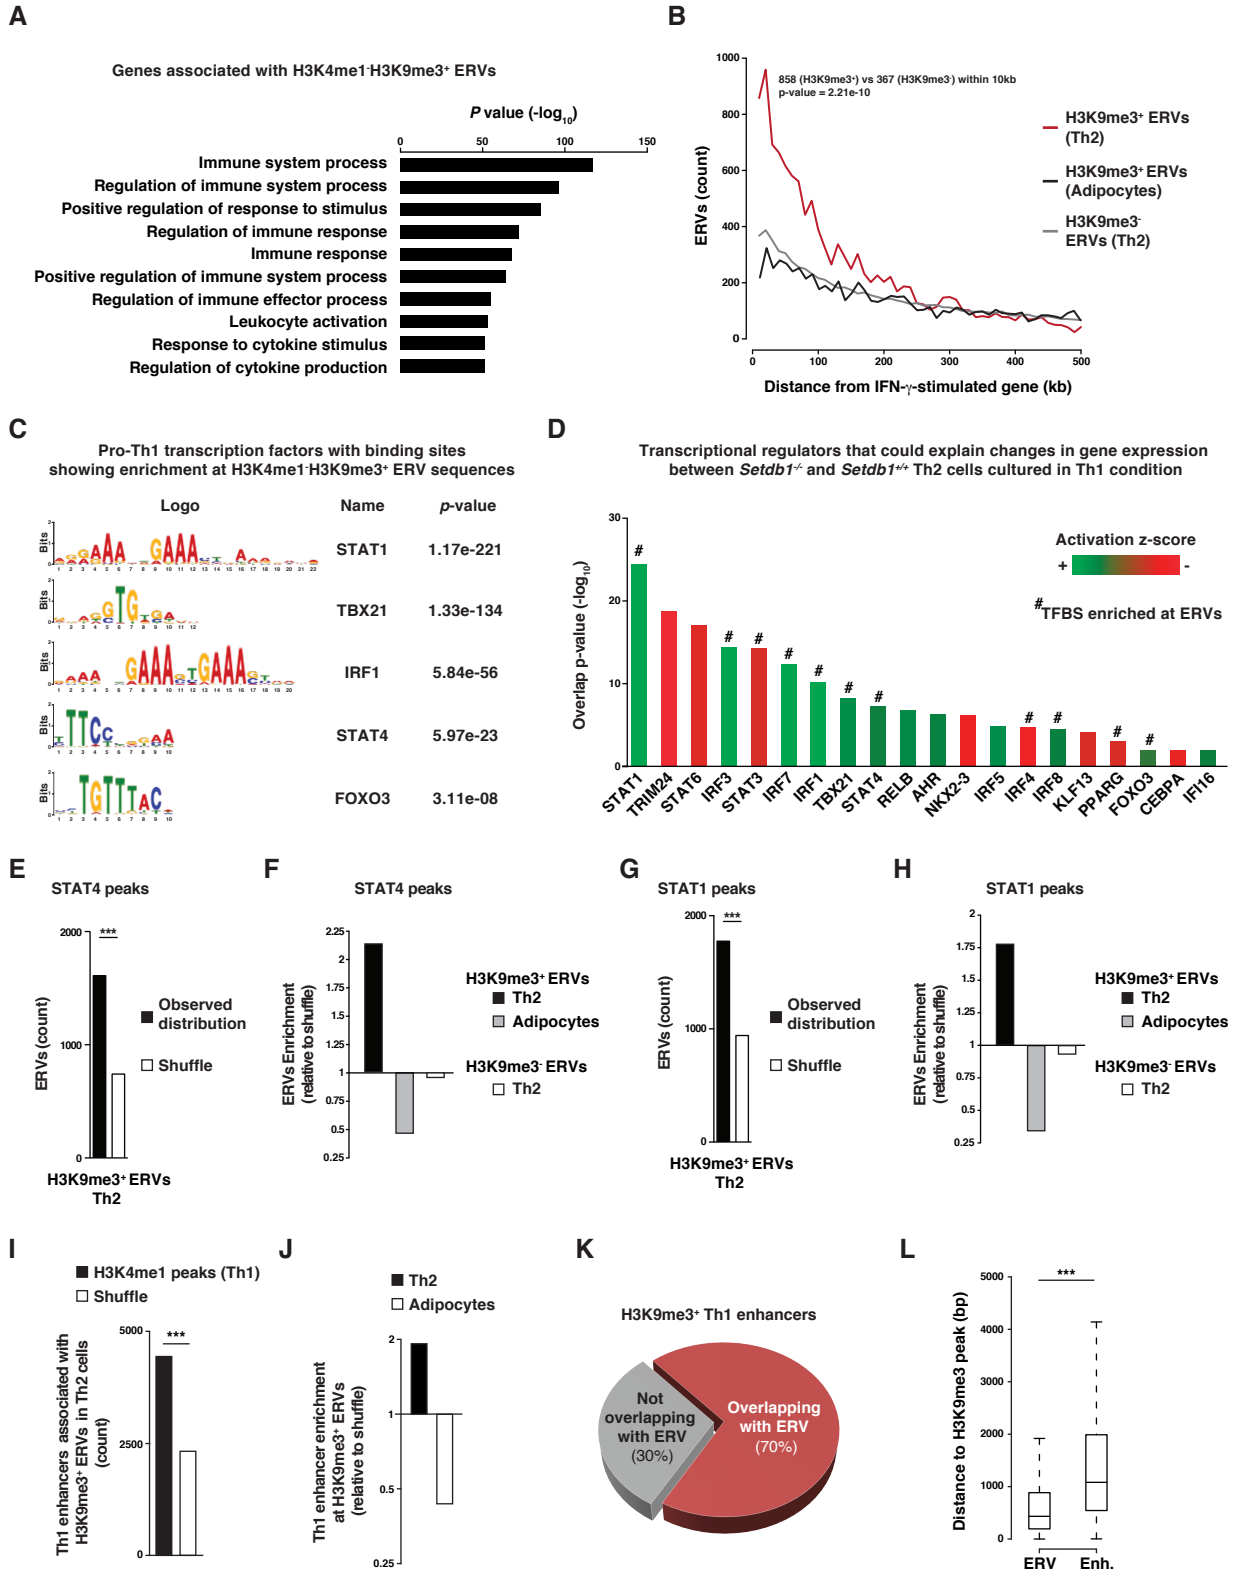 A
Genes associated with H3K4me1-H3K9me3+ ERVs
P value (-log10)
0 50 100 150
Immune system process
Regulation of immune system process
Positive regulation of response to stimulus
Regulation of immune response
Immune response
Positive regulation of immune system process
Regulation of immune effector process
Leukocyte activation
Response to cytokine stimulus
Regulation of cytokine production
B
ERVs (count)
1000
800
600
400
200
0
858 (H3K9me3+) vs 367 (H3K9me3-) within 10kb
p-value = 2.21e-10
0 100 200 300 400 500
Distance from IFN-γ-stimulated gene (kb)
H3K9me3+ ERVs
(Th2)
H3K9me3+ ERVs
(Adipocytes)
H3K9me3-
ERVs (Th2)
C
Pro-Th1 transcription factors with binding sites
showing enrichment at H3K4me1-H3K9me3+ ERV sequences
Logo Name p-value
Bits
STAT1 1.17e-221
Bits
TBX21 1.33e-134
Bits
IRF1 5.84e-56
Bits
STAT4 5.97e-23
Bits
FOXO3 3.11e-08
D
Transcriptional regulators that could explain changes in gene expression
between Setdb1-/- and Setdb1+/+ Th2 cells cultured in Th1 condition
Overlap p-value (-log10)
30
20
10
0
# # # # # # # # # # #
Activation z-score
+ -
#TFBS enriched at ERVs
STAT1 TRIM24 STAT6 IRF3 STAT3 IRF7 IRF1 TBX21 STAT4 RELB AHR NKX2-3 IRF5 IRF4 IRF8 KLF13 PPARG FOXO3 CEBPA IFI16
E
STAT4 peaks
ERVs (count)
2000
1000
0
***
Observed
distribution
Shuffle
H3K9me3+ ERVs
Th2
F
STAT4 peaks
ERVs Enrichment
(relative to shuffle)
2.25
2
1.75
1.5
1.25
1
0.75
0.5
0.25
H3K9me3+ ERVs
Th2
Adipocytes
H3K9me3- ERVs
Th2
G
STAT1 peaks
ERVs (count)
2000
1000
0
***
Observed
distribution
Shuffle
H3K9me3+ ERVs
Th2
H
STAT1 peaks
ERVs Enrichment
(relative to shuffle)
2
1.75
1.5
1.25
1
0.75
0.5
0.25
H3K9me3+ ERVs
Th2
Adipocytes
H3K9me3- ERVs
Th2
I
H3K4me1 peaks (Th1)
Shuffle
Th1 enhancers associated with
H3K9me3+ ERVs in Th2 cells
(count)
5000
2500
0
***
J
Th2
Adipocytes
Th1 enhancer enrichment
at H3K9me3+ ERVs
(relative to shuffle)
2
1
0.5
0.25
K
H3K9me3+ Th1 enhancers
Not
overlapping
with ERV
(30%)
Overlapping
with ERV
(70%)
L
Distance to H3K9me3 peak (bp)
5000
4000
3000
2000
1000
0
***
ERV Enh.